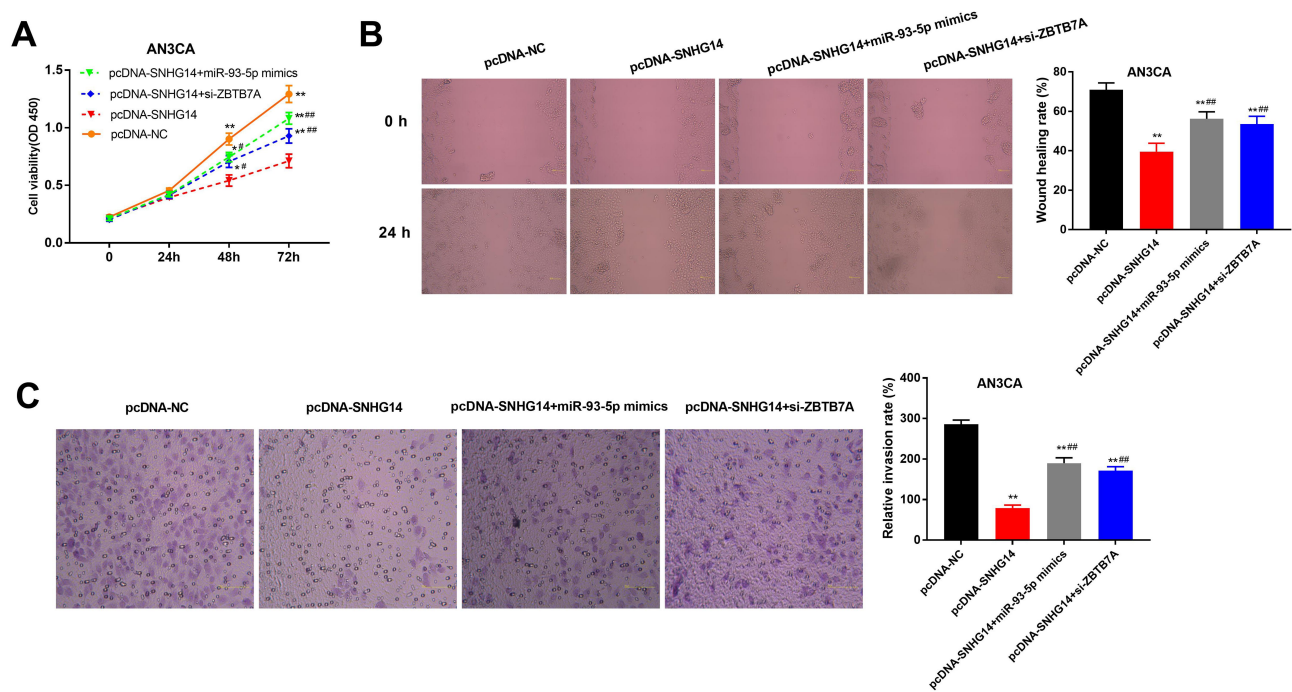 A
AN3CA
Cell viability(OD 450)
1.5
1.0
0.5
0.0
0
24h
48h
72h
pcDNA-SNHG14+miR-93-5p mimics
pcDNA-SNHG14+si-ZBTB7A
pcDNA-SNHG14
pcDNA-NC
**
*#
*#
**
**##
**##
B
pcDNA-NC
pcDNA-SNHG14
pcDNA-SNHG14+miR-93-5p mimics
pcDNA-SNHG14+si-ZBTB7A
0 h
24 h
AN3CA
Wound healing rate (%)
80
60
40
20
0
**
**##
**##
pcDNA-NC
pcDNA-SNHG14
pcDNA-SNHG14+miR-93-5p mimics
pcDNA-SNHG14+si-ZBTB7A
C
pcDNA-NC
pcDNA-SNHG14
pcDNA-SNHG14+miR-93-5p mimics
pcDNA-SNHG14+si-ZBTB7A
AN3CA
Relative invasion rate (%)
400
300
200
100
0
**
**##
**##
pcDNA-NC
pcDNA-SNHG14
pcDNA-SNHG14+miR-93-5p mimics
pcDNA-SNHG14+si-ZBTB7A